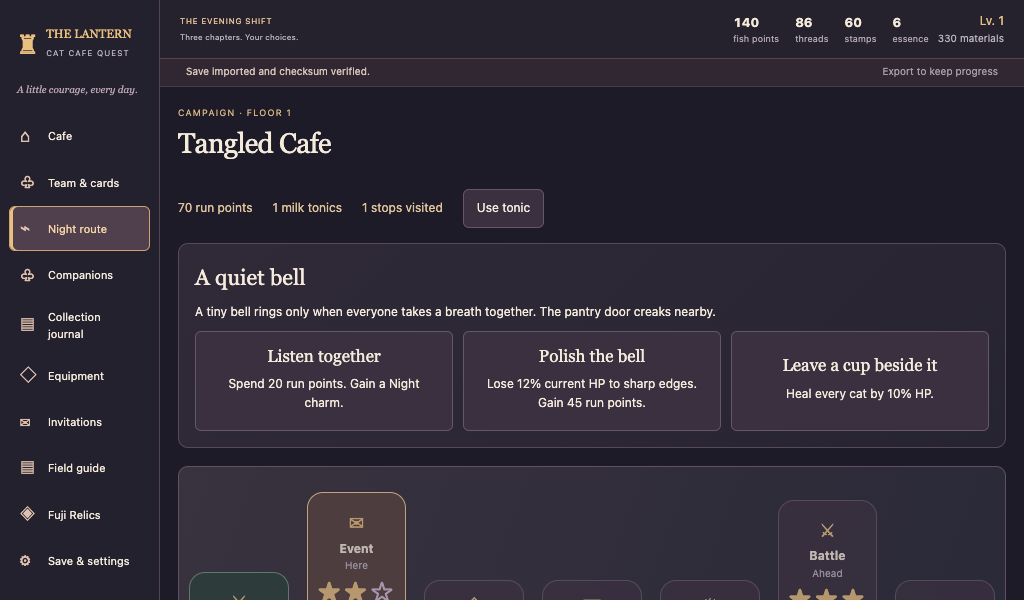 THE LANTERN
CAT CAFE QUEST
A little courage, every day.
Cafe
Team & cards
Night route
Companions
Collection
journal
Equipment
Invitations
Field guide
Fuji Relics
Save & settings
THE EVENING SHIFT
Three chapters. Your choices.
140
fish points
86
threads
60
stamps
6
essence
Lv. 1
330 materials
Save imported and checksum verified.
Export to keep progress
CAMPAIGN · FLOOR 1
Tangled Cafe
70 run points
1 milk tonics
1 stops visited
Use tonic
A quiet bell
A tiny bell rings only when everyone takes a breath together. The pantry door creaks nearby.
Listen together
Spend 20 run points. Gain a Night
charm.
Polish the bell
Lose 12% current HP to sharp edges.
Gain 45 run points.
Leave a cup beside it
Heal every cat by 10% HP.
Event
Here
Battle
Ahead